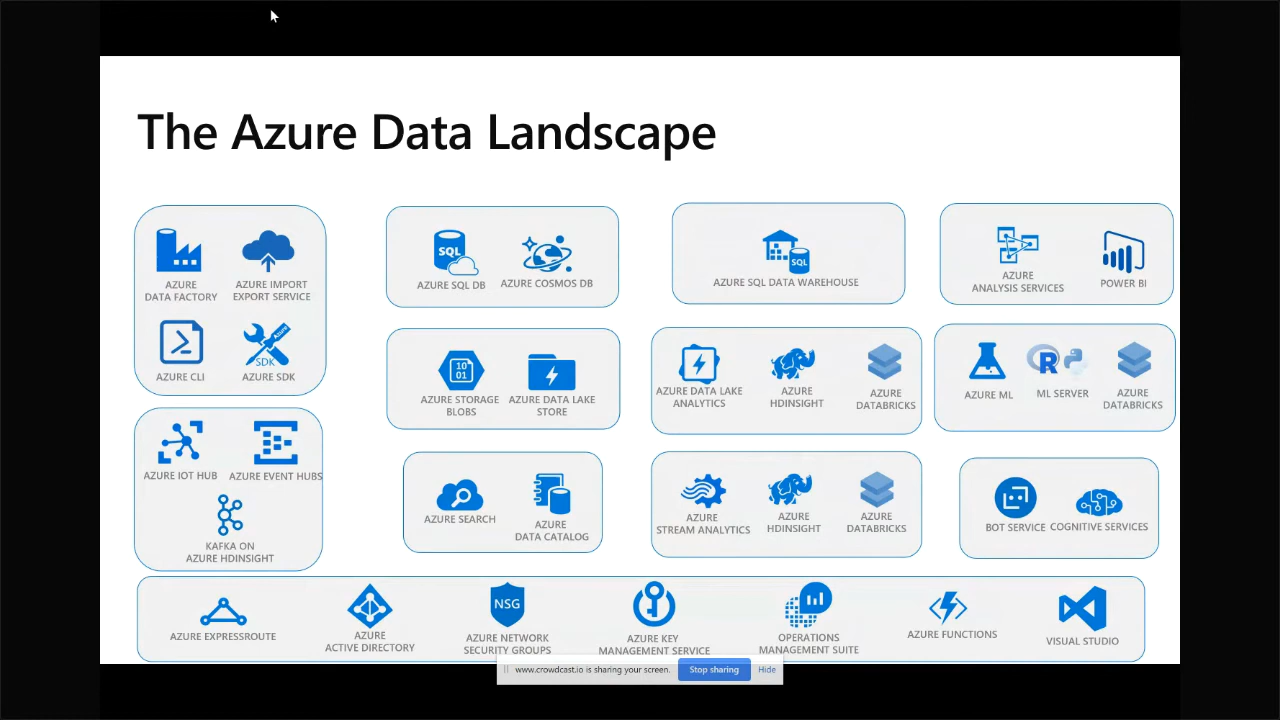 The Azure Data Landscape
AZURE
DATA FACTORY
AZURE IMPORT
EXPORT SERVICE
AZURE CLI
SDK
Azure
AZURE SDK
AZURE IOT HUB
AZURE EVENT HUBS
KAFKA ON
AZURE HDINSIGHT
SQL
AZURE SQL DB
AZURE COSMOS DB
10
01
AZURE STORAGE
BLOBS
AZURE DATA LAKE
STORE
AZURE SEARCH
AZURE
DATA CATALOG
SQL
AZURE SQL DATA WAREHOUSE
AZURE DATA LAKE
ANALYTICS
AZURE
HDINSIGHT
AZURE
DATABRICKS
AZURE
STREAM ANALYTICS
AZURE
HDINSIGHT
AZURE
DATABRICKS
AZURE
ANALYSIS SERVICES
POWER BI
AZURE ML
R
ML SERVER
AZURE
DATABRICKS
BOT SERVICE
COGNITIVE SERVICES
AZURE EXPRESSROUTE
AZURE
ACTIVE DIRECTORY
NSG
AZURE NETWORK
SECURITY GROUPS
AZURE KEY
MANAGEMENT SERVICE
OPERATIONS
MANAGEMENT SUITE
AZURE FUNCTIONS
VISUAL STUDIO
www.crowdcast.io is sharing your screen.
Stop sharing
Hide